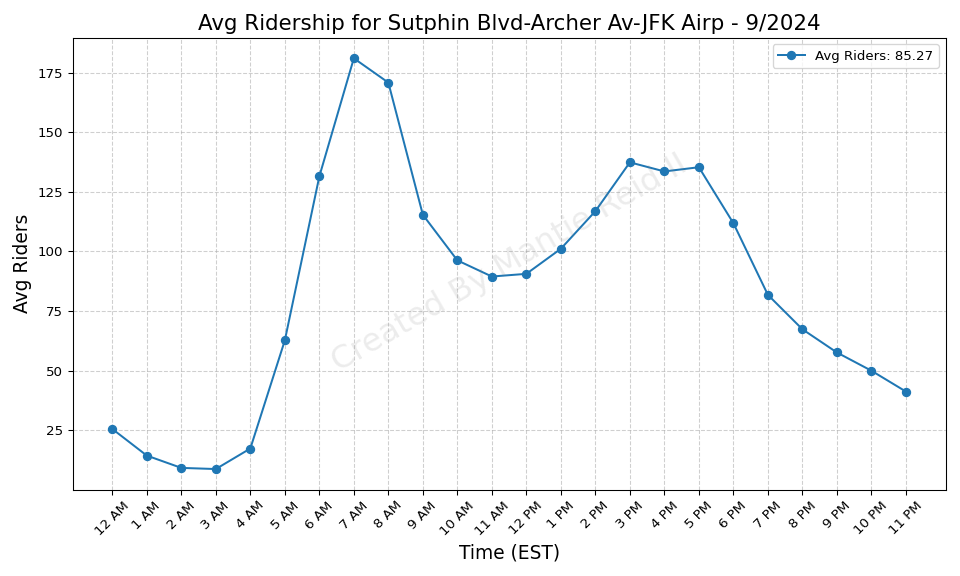 Avg Ridership for Sutphin Blvd-Archer Av-JFK Airp - 9/2024
Avg Riders: 85.27
Avg Riders
175
150
125
100
75
50
25
Created By Mantle Reid II
12 AM
1 AM
2 AM
3 AM
4 AM
5 AM
6 AM
7 AM
8 AM
9 AM
10 AM
11 AM
12 PM
1 PM
2 PM
3 PM
4 PM
5 PM
6 PM
7 PM
8 PM
9 PM
10 PM
11 PM
Time (EST)